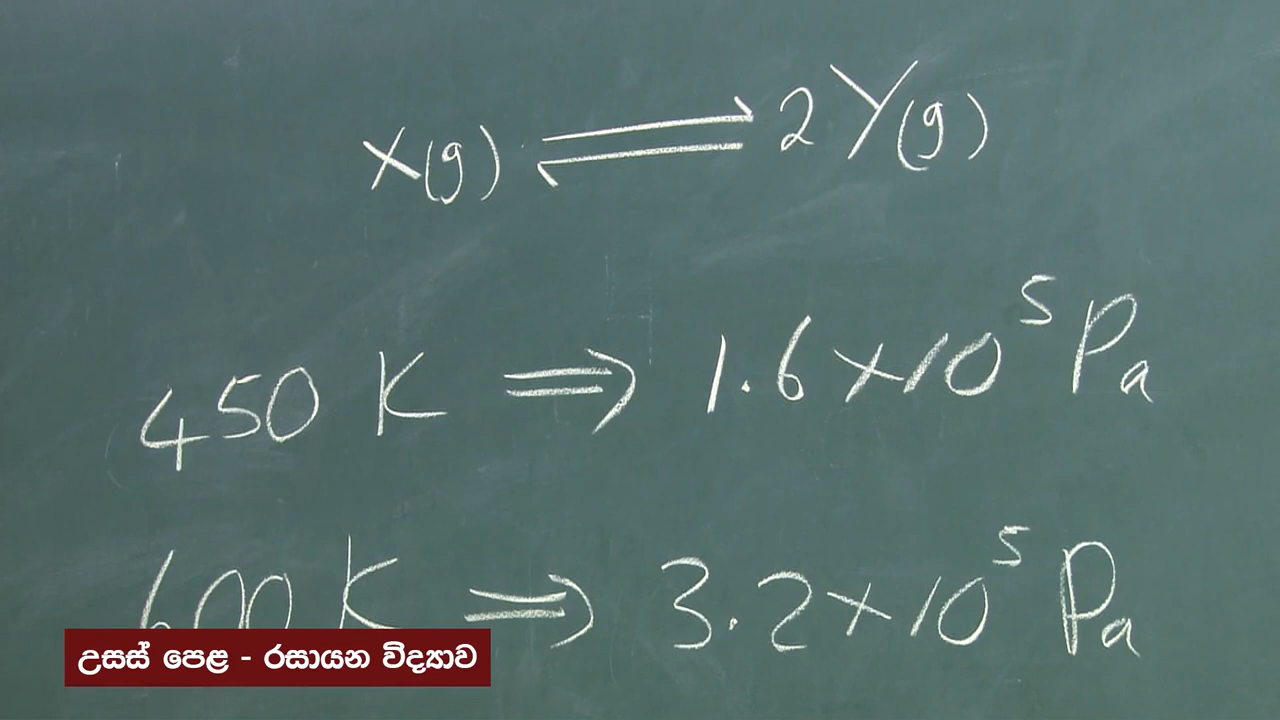 X(g) ⇌ 2Y(g)
450 K ⇒ 1.6×10⁵ Pa
600 K ⇒ 3.2×10⁵ Pa
උසස් පෙළ - රසායන විද්‍යාව